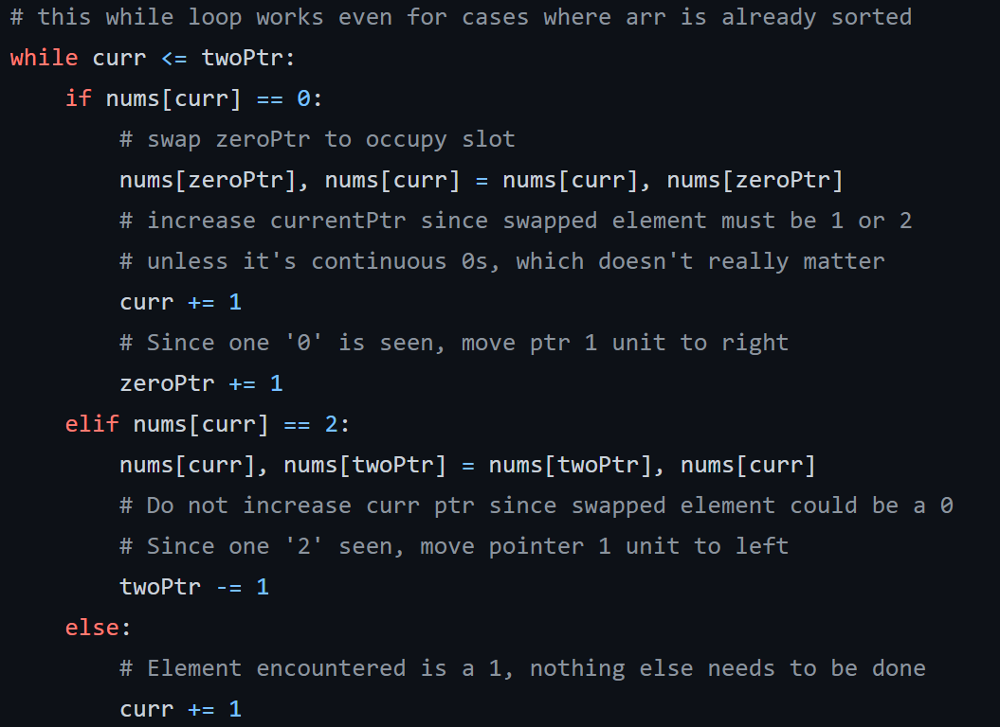 # this while loop works even for cases where arr is already sorted
while curr <= twoPtr:
    if nums[curr] == 0:
        # swap zeroPtr to occupy slot
        nums[zeroPtr], nums[curr] = nums[curr], nums[zeroPtr]
        # increase currentPtr since swapped element must be 1 or 2
        # unless it's continuous 0s, which doesn't really matter
        curr += 1
        # Since one '0' is seen, move ptr 1 unit to right
        zeroPtr += 1
    elif nums[curr] == 2:
        nums[curr], nums[twoPtr] = nums[twoPtr], nums[curr]
        # Do not increase curr ptr since swapped element could be a 0
        # Since one '2' seen, move pointer 1 unit to left
        twoPtr -= 1
    else:
        # Element encountered is a 1, nothing else needs to be done
        curr += 1